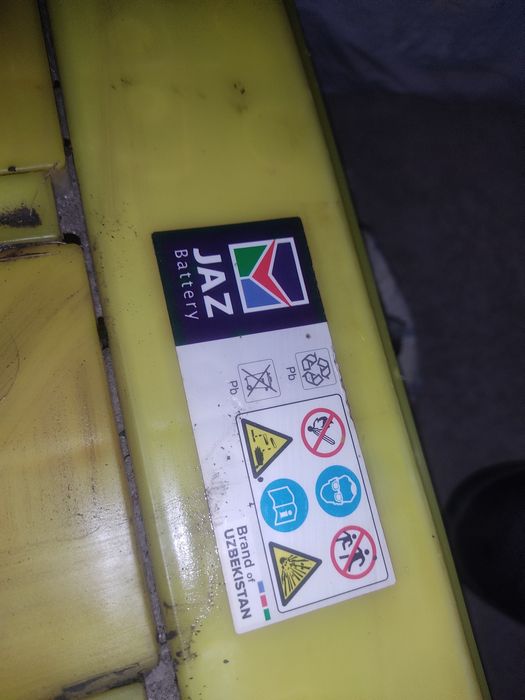 JAZ
Battery
Pb
Pb
Brand of
UZBEKISTAN